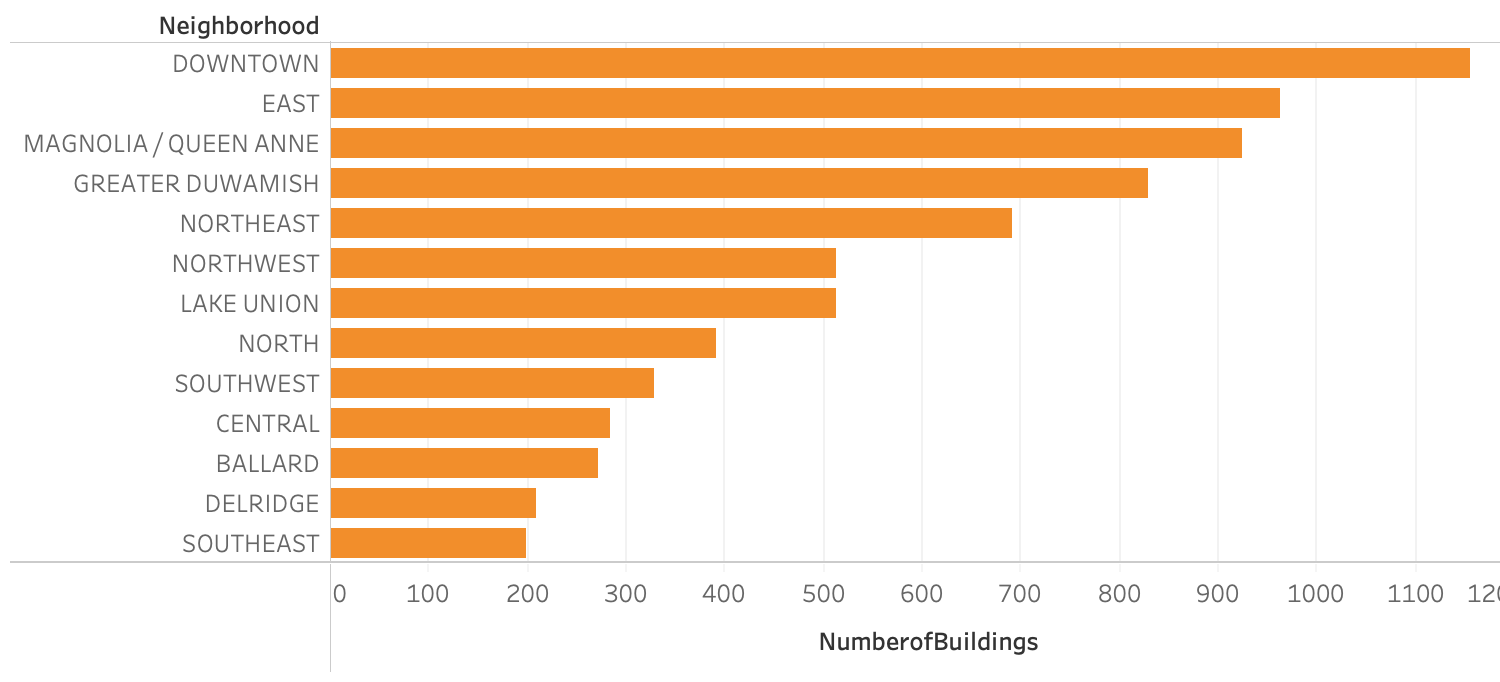 Neighborhood
DOWNTOWN
EAST
MAGNOLIA / QUEEN ANNE
GREATER DUWAMISH
NORTHEAST
NORTHWEST
LAKE UNION
NORTH
SOUTHWEST
CENTRAL
BALLARD
DELRIDGE
SOUTHEAST
0 100 200 300 400 500 600 700 800 900 1000 1100
NumberofBuildings